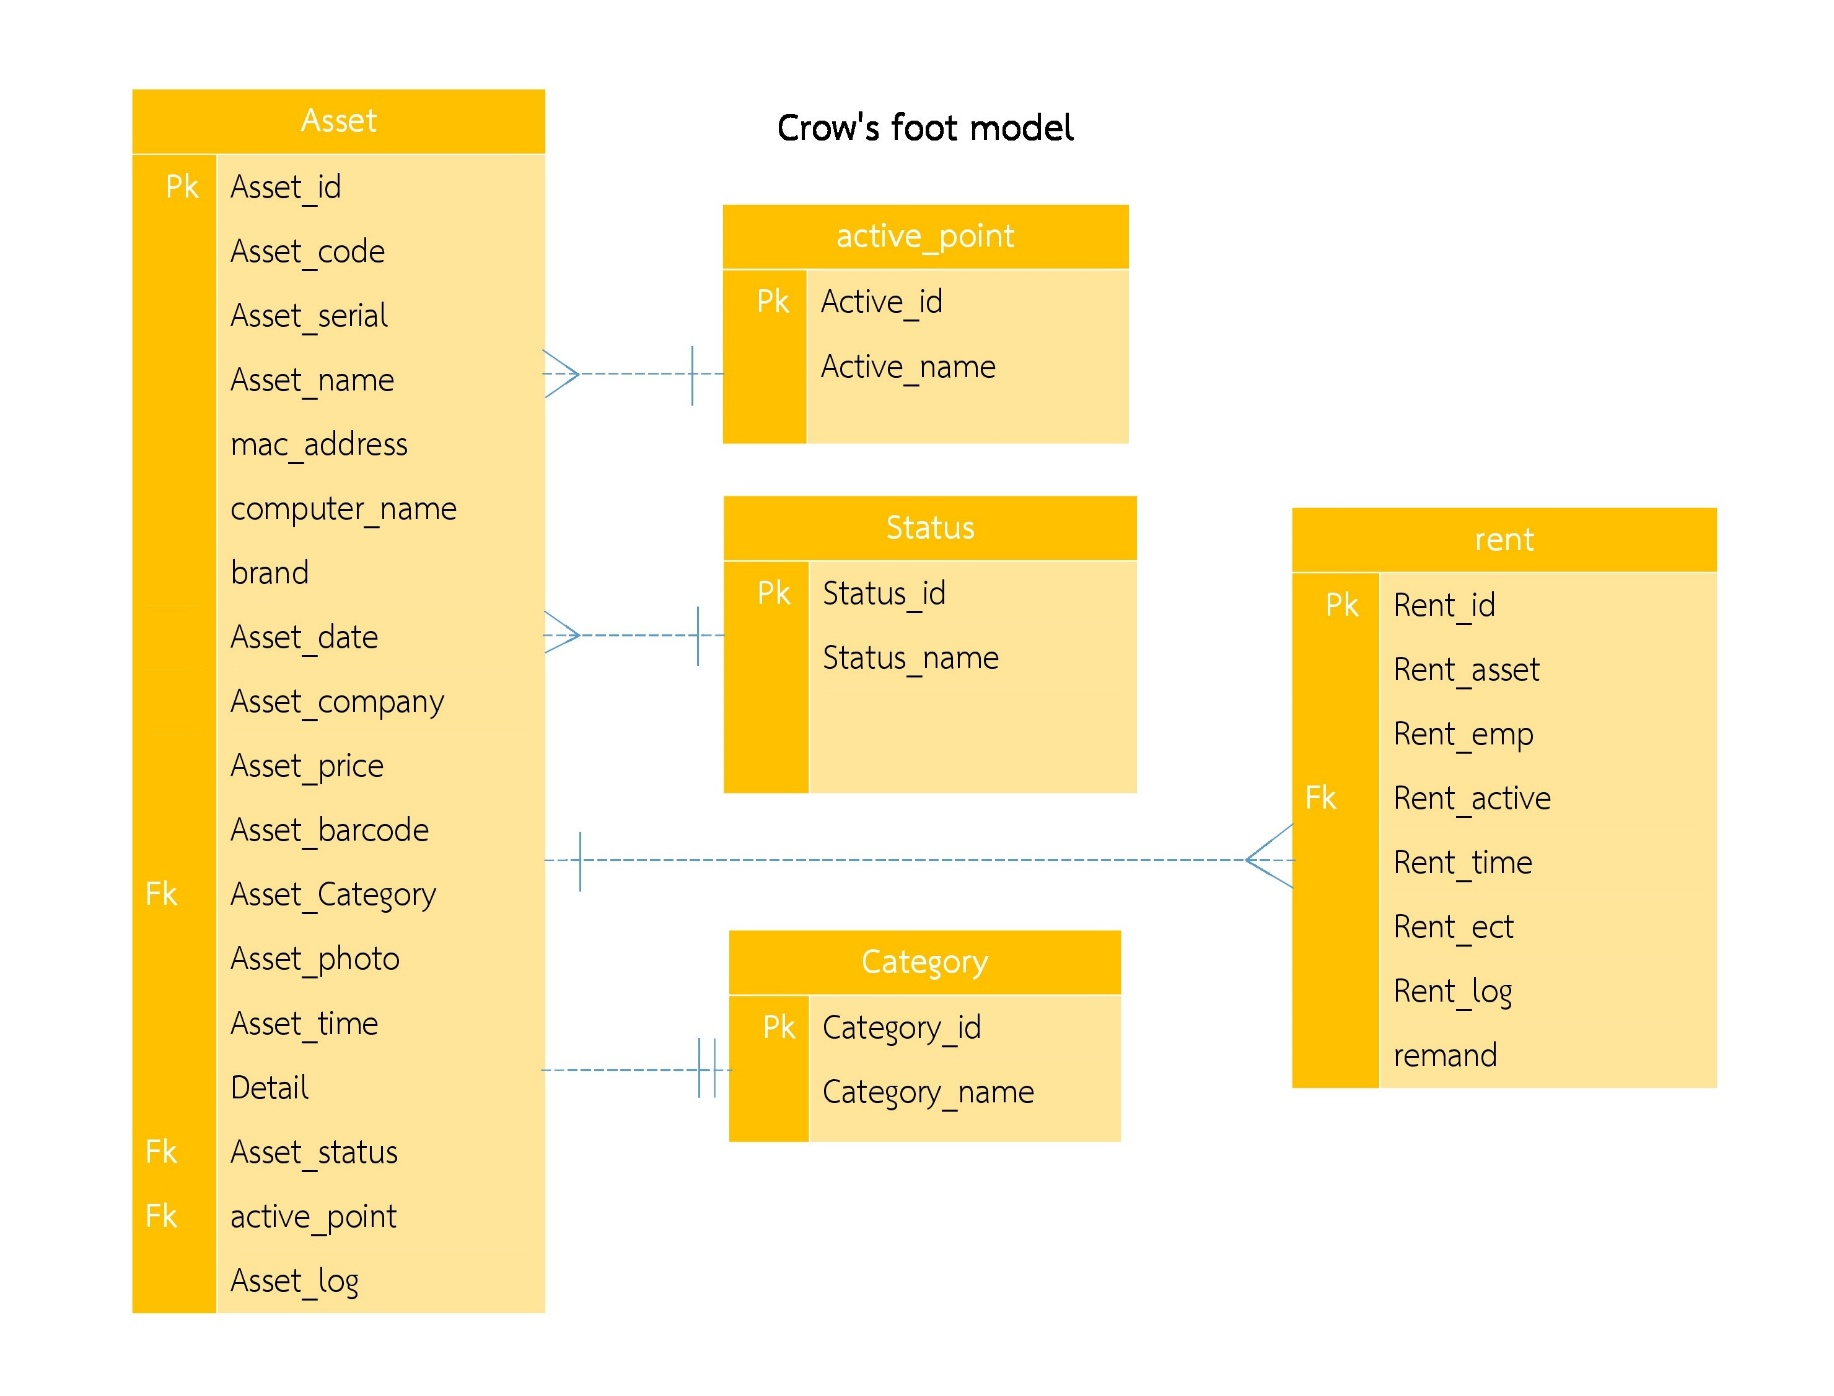 Crow's foot model
Asset
Pk Asset_id
Asset_code
Asset_serial
Asset_name
mac_address
computer_name
brand
Asset_date
Asset_company
Asset_price
Asset_barcode
Fk Asset_Category
Asset_photo
Asset_time
Detail
Fk Asset_status
Fk active_point
Asset_log
active_point
Pk Active_id
Active_name
Status
Pk Status_id
Status_name
Category
Pk Category_id
Category_name
rent
Pk Rent_id
Rent_asset
Rent_emp
Fk Rent_active
Rent_time
Rent_ect
Rent_log
remand